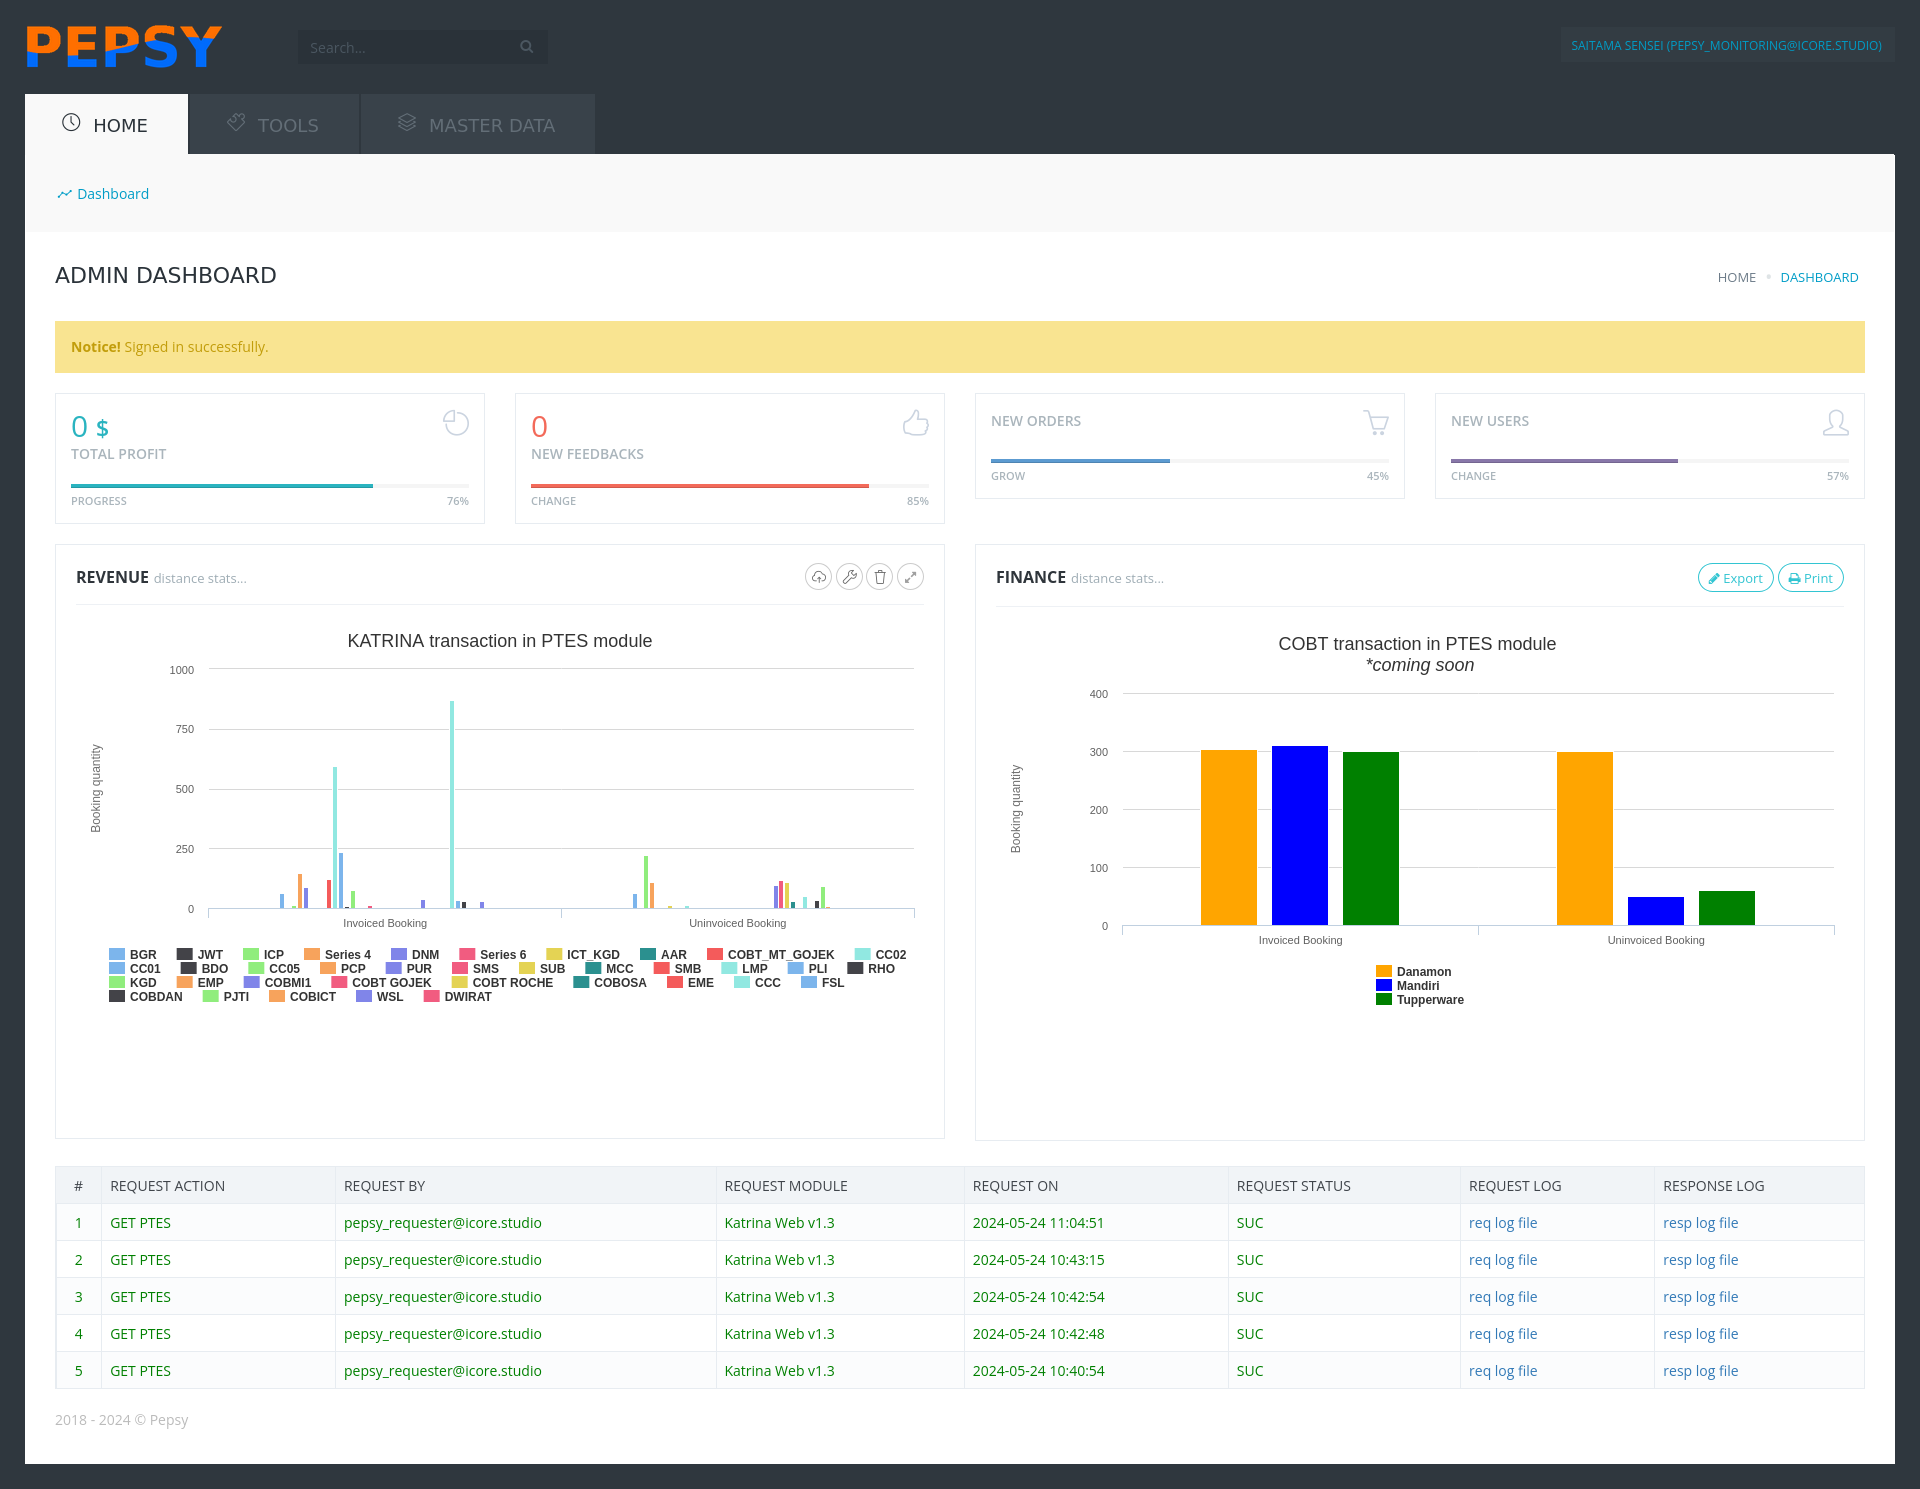 PEPSY
Search...
SAITAMA SENSEI (PEPSY_MONITORING@ICORE.STUDIO)
HOME TOOLS MASTER DATA
Dashboard
ADMIN DASHBOARD
HOME DASHBOARD
Notice! Signed in successfully.
0 $
TOTAL PROFIT
PROGRESS 76%
0
NEW FEEDBACKS
CHANGE 85%
NEW ORDERS
GROW 45%
NEW USERS
CHANGE 57%
REVENUE distance stats...
KATRINA transaction in PTES module
Booking quantity
1000
750
500
250
0
Invoiced Booking Uninvoiced Booking
BGR JWT ICP Series 4 DNM Series 6 ICT_KGD AAR COBT_MT_GOJEK CC02
CC01 BDO CC05 PCP PUR SMS SUB MCC SMB LMP PLI RHO
KGD EMP COBMI1 COBT GOJEK COBT ROCHE COBOSA EME CCC FSL
COBDAN PJTI COBICT WSL DWIRAT
FINANCE distance stats...
Export Print
COBT transaction in PTES module
*coming soon
Booking quantity
400
300
200
100
0
Invoiced Booking Uninvoiced Booking
Danamon
Mandiri
Tupperware
# REQUEST ACTION REQUEST BY REQUEST MODULE REQUEST ON REQUEST STATUS REQUEST LOG RESPONSE LOG
1 GET PTES pepsy_requester@icore.studio Katrina Web v1.3 2024-05-24 11:04:51 SUC req log file resp log file
2 GET PTES pepsy_requester@icore.studio Katrina Web v1.3 2024-05-24 10:43:15 SUC req log file resp log file
3 GET PTES pepsy_requester@icore.studio Katrina Web v1.3 2024-05-24 10:42:54 SUC req log file resp log file
4 GET PTES pepsy_requester@icore.studio Katrina Web v1.3 2024-05-24 10:42:48 SUC req log file resp log file
5 GET PTES pepsy_requester@icore.studio Katrina Web v1.3 2024-05-24 10:40:54 SUC req log file resp log file
2018 - 2024 © Pepsy